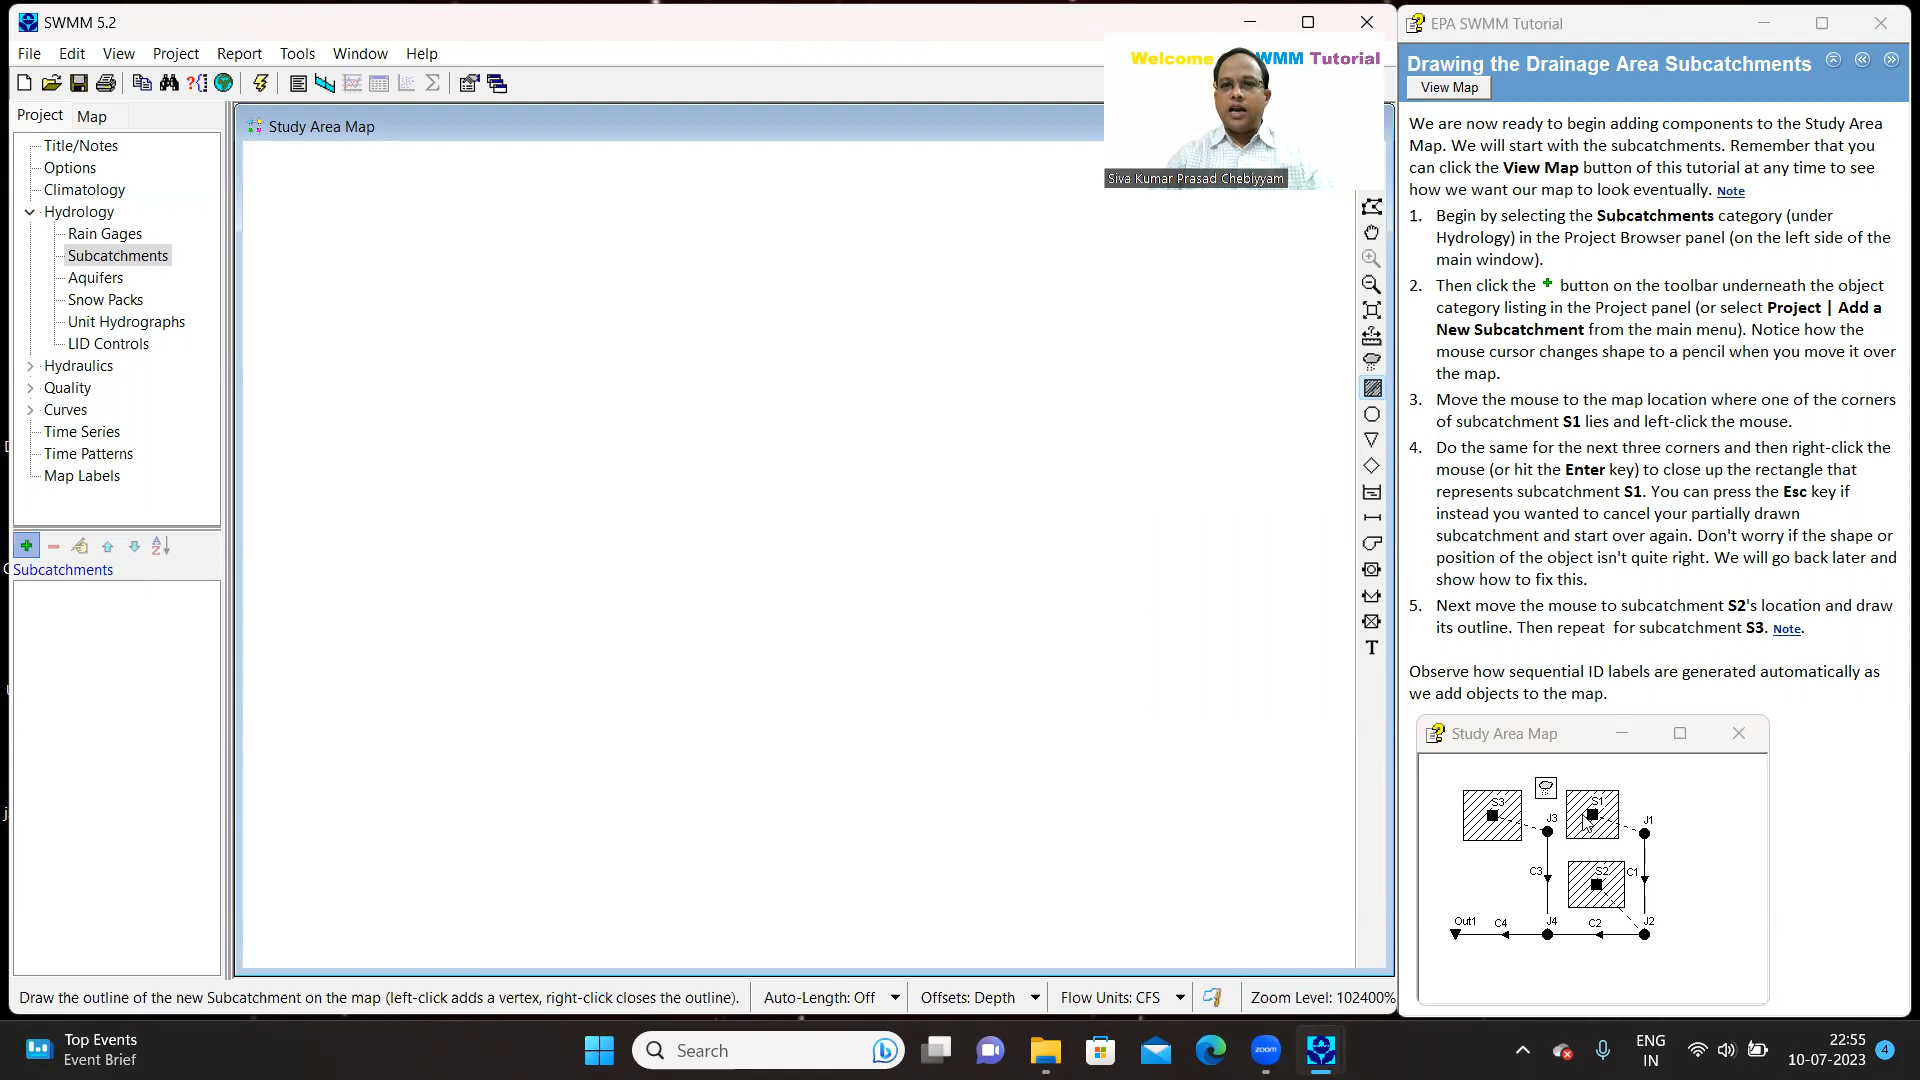 SWMM 5.2
File Edit View Project Report Tools Window Help
Project Map
Title/Notes
Options
Climatology
Hydrology
Rain Gages
Subcatchments
Aquifers
Snow Packs
Unit Hydrographs
LID Controls
Hydraulics
Quality
Curves
Time Series
Time Patterns
Map Labels
Subcatchments
Study Area Map
Welcome WMM Tutorial
Siva Kumar Prasad Chebiyyam
T
Draw the outline of the new Subcatchment on the map (left-click adds a vertex, right-click closes the outline).
Auto-Length: Off
Offsets: Depth
Flow Units: CFS
Zoom Level: 102400%
EPA SWMM Tutorial
Drawing the Drainage Area Subcatchments
View Map
We are now ready to begin adding components to the Study Area
Map. We will start with the subcatchments. Remember that you
can click the View Map button of this tutorial at any time to see
how we want our map to look eventually. Note
1. Begin by selecting the Subcatchments category (under
Hydrology) in the Project Browser panel (on the left side of the
main window).
2. Then click the + button on the toolbar underneath the object
category listing in the Project panel (or select Project | Add a
New Subcatchment from the main menu). Notice how the
mouse cursor changes shape to a pencil when you move it over
the map.
3. Move the mouse to the map location where one of the corners
of subcatchment S1 lies and left-click the mouse.
4. Do the same for the next three corners and then right-click the
mouse (or hit the Enter key) to close up the rectangle that
represents subcatchment S1. You can press the Esc key if
instead you wanted to cancel your partially drawn
subcatchment and start over again. Don't worry if the shape or
position of the object isn't quite right. We will go back later and
show how to fix this.
5. Next move the mouse to subcatchment S2's location and draw
its outline. Then repeat for subcatchment S3. Note.
Observe how sequential ID labels are generated automatically as
we add objects to the map.
Study Area Map
S3 S1
J3 J1
C3 S2 C1
Out1 C4 J4 C2 J2
Top Events
Event Brief
Search
zoom
ENG
IN
22:55
10-07-2023
4